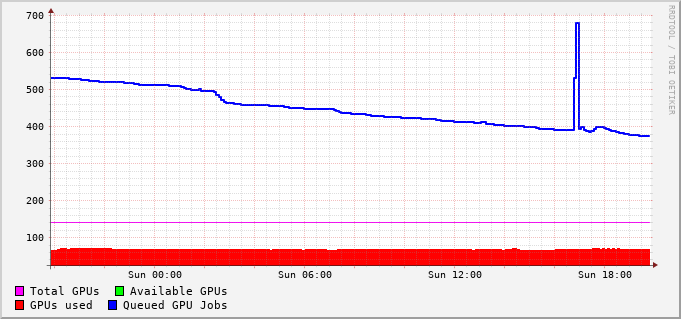 700
600
500
400
300
200
100
Sun 00:00 Sun 06:00 Sun 12:00 Sun 18:00
Total GPUs Available GPUs
GPUs used Queued GPU Jobs
RRDTOOL / TOBI OETIKER